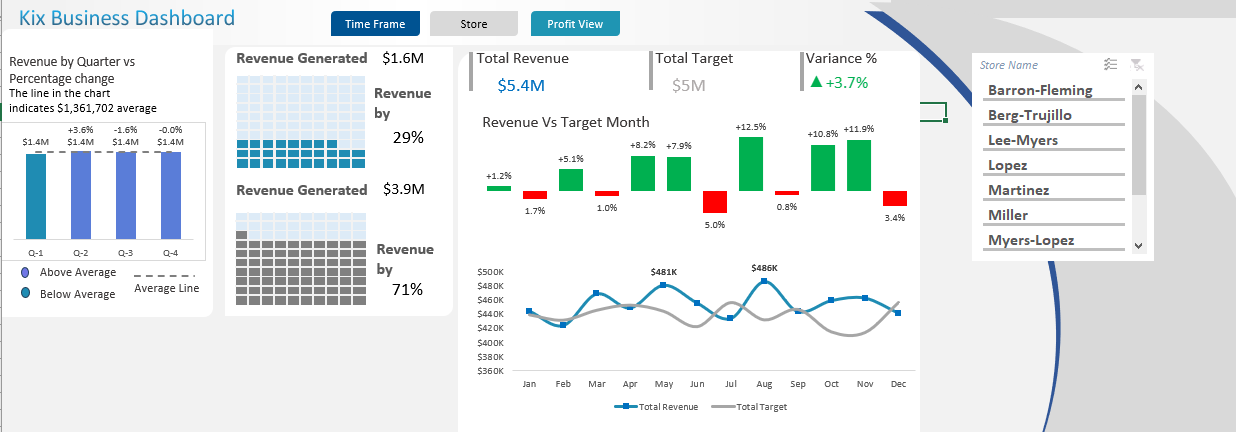 Kix Business Dashboard
Time Frame
Store
Profit View
Revenue by Quarter vs
Percentage change
The line in the chart
indicates $1,361,702 average
+3.6% -1.6% -0.0%
$1.4M $1.4M $1.4M $1.4M
Q-1 Q-2 Q-3 Q-4
Above Average
Below Average
Average Line
Revenue Generated $1.6M
Revenue
by
29%
Revenue Generated $3.9M
Revenue
by
71%
Total Revenue
$5.4M
Total Target
$5M
Variance %
+3.7%
Revenue Vs Target Month
+1.2%
1.7%
+5.1%
1.0%
+8.2%
+7.9%
5.0%
+12.5%
0.8%
+10.8%
+11.9%
3.4%
$500K
$480K
$460K
$440K
$420K
$400K
$380K
$360K
$481K
$486K
Jan Feb Mar Apr May Jun Jul Aug Sep Oct Nov Dec
Total Revenue Total Target
Store Name
Barron-Fleming
Berg-Trujillo
Lee-Myers
Lopez
Martinez
Miller
Myers-Lopez